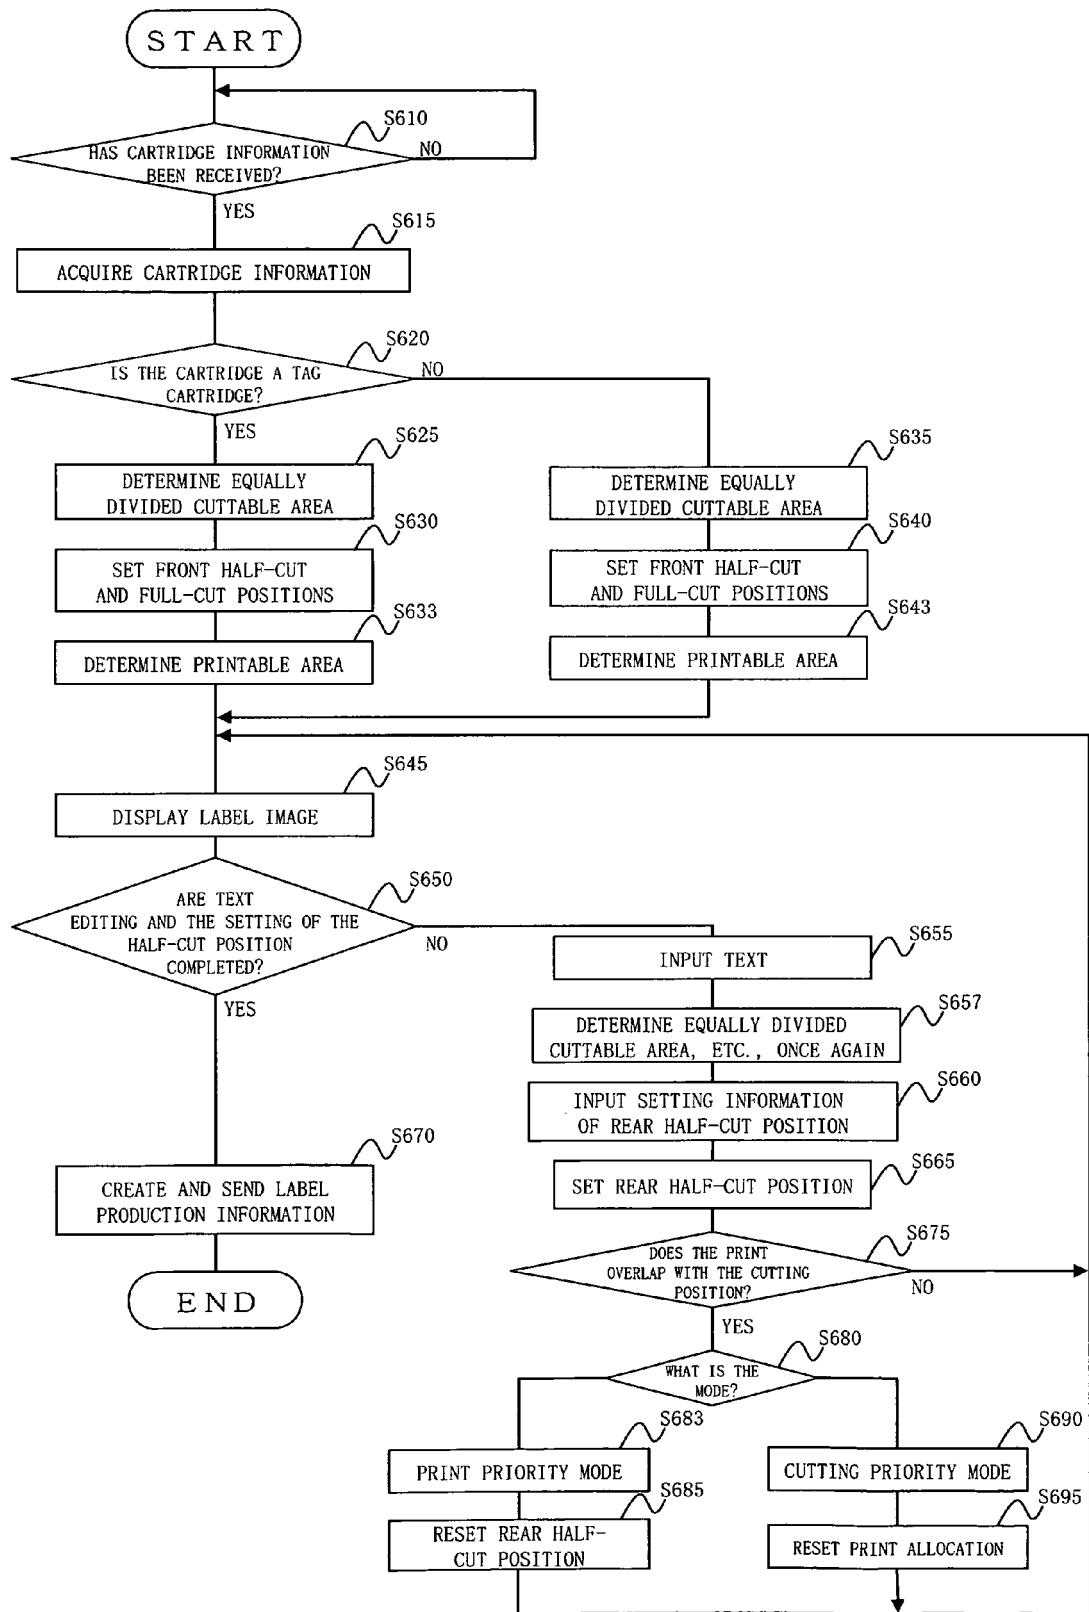 START
S610
HAS CARTRIDGE INFORMATION
BEEN RECEIVED?
NO
YES
S615
ACQUIRE CARTRIDGE INFORMATION
S620
IS THE CARTRIDGE A TAG
CARTRIDGE?
NO
YES
S625
DETERMINE EQUALLY
DIVIDED CUTTABLE AREA
S630
SET FRONT HALF-CUT
AND FULL-CUT POSITIONS
S633
DETERMINE PRINTABLE AREA
S635
DETERMINE EQUALLY
DIVIDED CUTTABLE AREA
S640
SET FRONT HALF-CUT
AND FULL-CUT POSITIONS
S643
DETERMINE PRINTABLE AREA
S645
DISPLAY LABEL IMAGE
S650
ARE TEXT
EDITING AND THE SETTING OF THE
HALF-CUT POSITION
COMPLETED?
NO
YES
S655
INPUT TEXT
S657
DETERMINE EQUALLY DIVIDED
CUTTABLE AREA, ETC., ONCE AGAIN
S660
INPUT SETTING INFORMATION
OF REAR HALF-CUT POSITION
S665
SET REAR HALF-CUT POSITION
S670
CREATE AND SEND LABEL
PRODUCTION INFORMATION
END
S675
DOES THE PRINT
OVERLAP WITH THE CUTTING
POSITION?
NO
YES
S680
WHAT IS THE
MODE?
S683
PRINT PRIORITY MODE
S685
RESET REAR HALF-
CUT POSITION
S690
CUTTING PRIORITY MODE
S695
RESET PRINT ALLOCATION